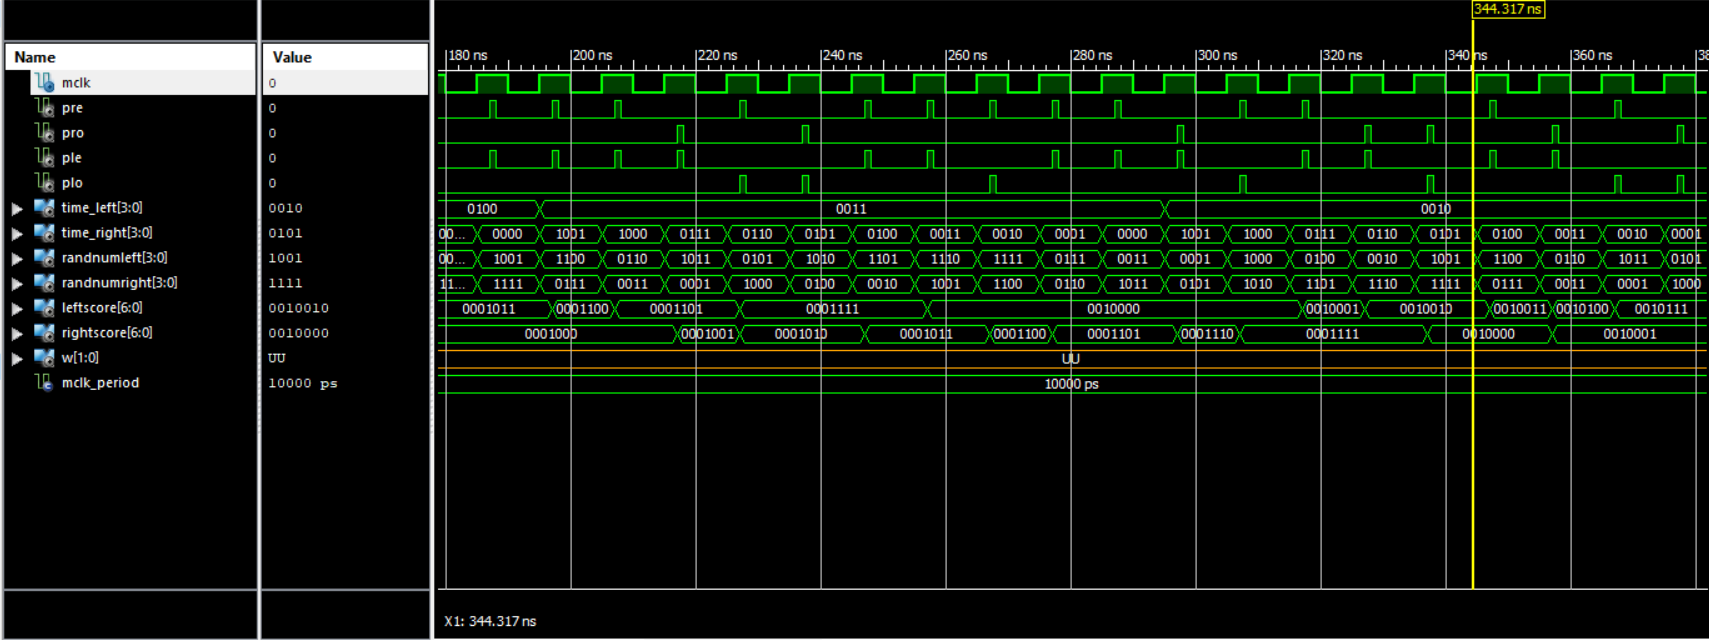 344.317 ns
Name Value 180 ns 200 ns 220 ns 240 ns 260 ns 280 ns 300 ns 320 ns 340 ns 360 ns 38
mclk 0
pre 0
pro 0
ple 0
plo 0
time_left[3:0] 0010 0100 0011 0010
time_right[3:0] 0101 00... 0000 1001 1000 0111 0110 0101 0100 0011 0010 0001 0000 1001 1000 0111 0110 0101 0100 0011 0010 0001
randnumleft[3:0] 1001 00... 1001 1100 0110 1011 0101 1010 1101 1110 1111 0111 0011 0001 1000 0100 0010 1001 1100 0110 1011 0101
randnumright[3:0] 1111 11... 1111 0111 0011 0001 1000 0100 0010 1001 1100 0110 1011 0101 1010 1101 1110 1111 0111 0011 0001 1000
leftscore[6:0] 0010010 0001011 0001100 0001101 0001111 0010000 0010001 0010010 0010011 0010100 0010111
rightscore[6:0] 0010000 0001000 0001001 0001010 0001011 0001100 0001101 0001110 0001111 0010000 0010001
w[1:0] UU UU
mclk_period 10000 ps 10000 ps
X1: 344.317 ns